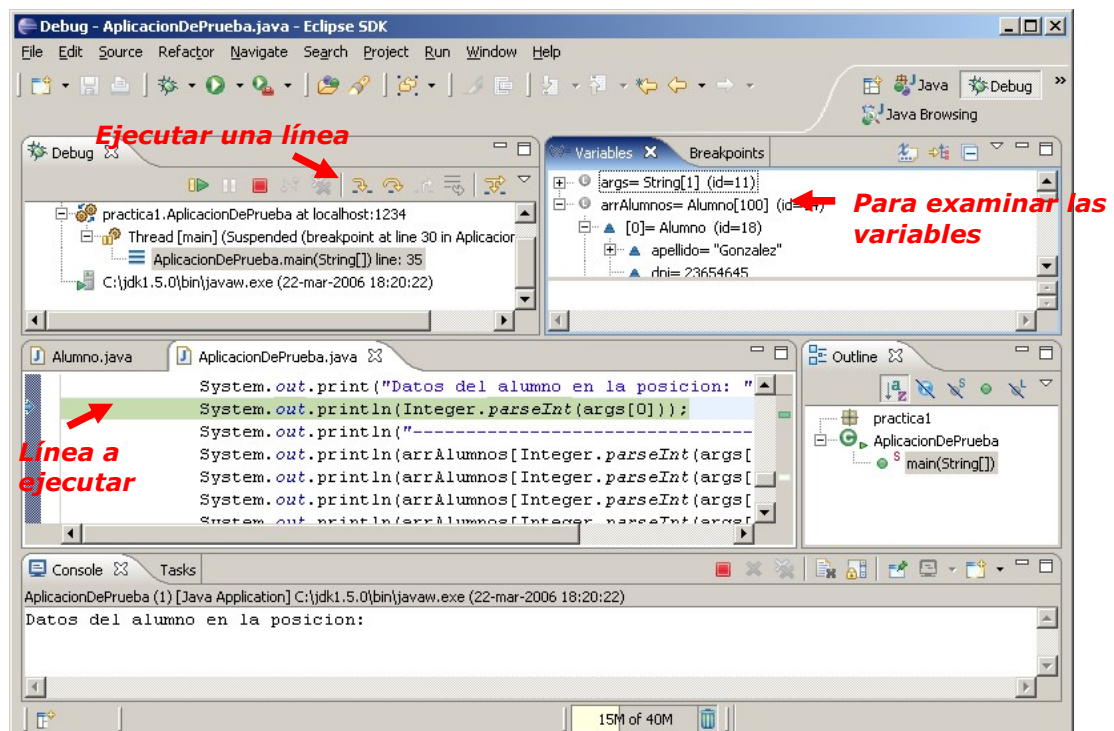 Debug - AplicacionDePrueba.java - Eclipse SDK
File Edit Source Refactor Navigate Search Project Run Window Help
Java Debug »
Java Browsing
Ejecutar una línea
Debug
practica1.AplicacionDePrueba at localhost:1234
Thread [main] (Suspended (breakpoint at line 30 in Aplicacion
AplicacionDePrueba.main(String[]) line: 35
C:\jdk1.5.0\bin\javaw.exe (22-mar-2006 18:20:22)
Variables Breakpoints
args= String[1] (id=11)
arrAlumnos= Alumno[100] (id=
[0]= Alumno (id=18)
apellido= "Gonzalez"
dni= 23654645
Para examinar las
variables
Alumno.java AplicacionDePrueba.java
System.out.print("Datos del alumno en la posicion: "
System.out.println(Integer.parseInt(args[0]));
System.out.println("----------------------------------
System.out.println(arrAlumnos[Integer.parseInt(args[
System.out.println(arrAlumnos[Integer.parseInt(args[
System.out.println(arrAlumnos[Integer.parseInt(args[
System.out.println(arrAlumnos[Integer.parseInt(args[
Línea a
ejecutar
Outline
practica1
AplicacionDePrueba
main(String[])
Console Tasks
AplicacionDePrueba (1) [Java Application] C:\jdk1.5.0\bin\javaw.exe (22-mar-2006 18:20:22)
Datos del alumno en la posicion:
15M of 40M